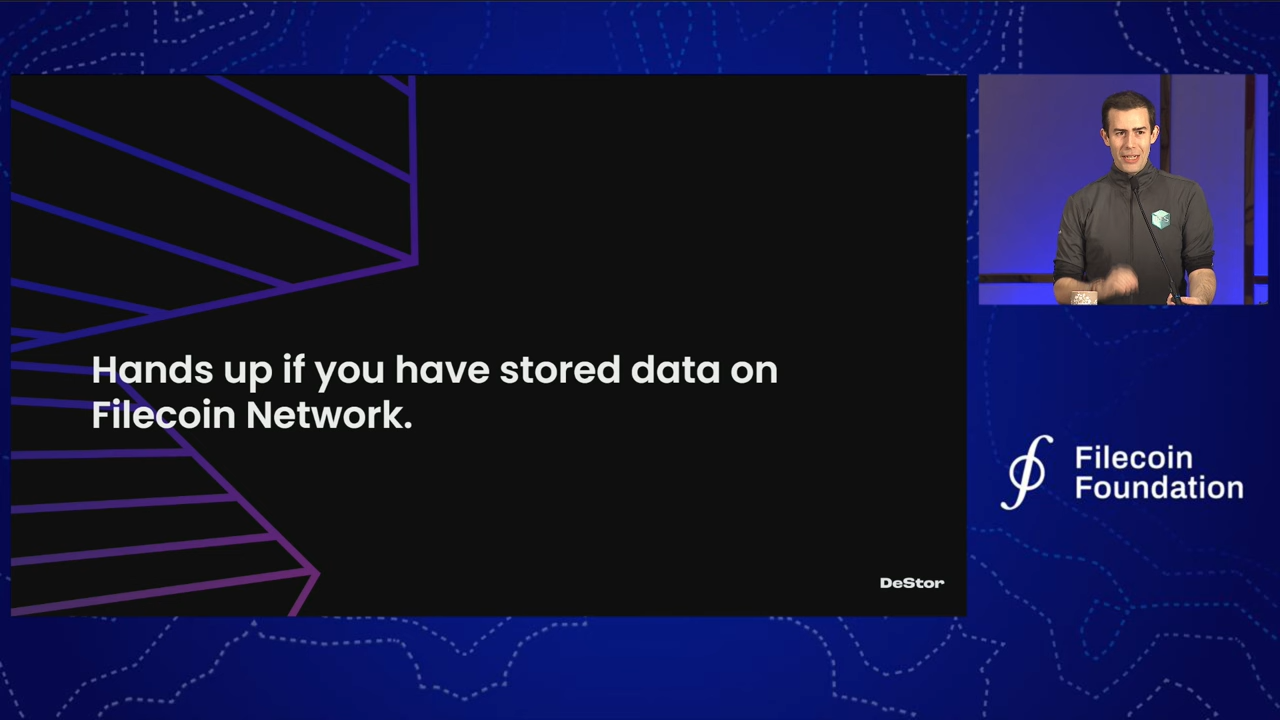 Hands up if you have stored data on
Filecoin Network.
DeStor
Filecoin
Foundation